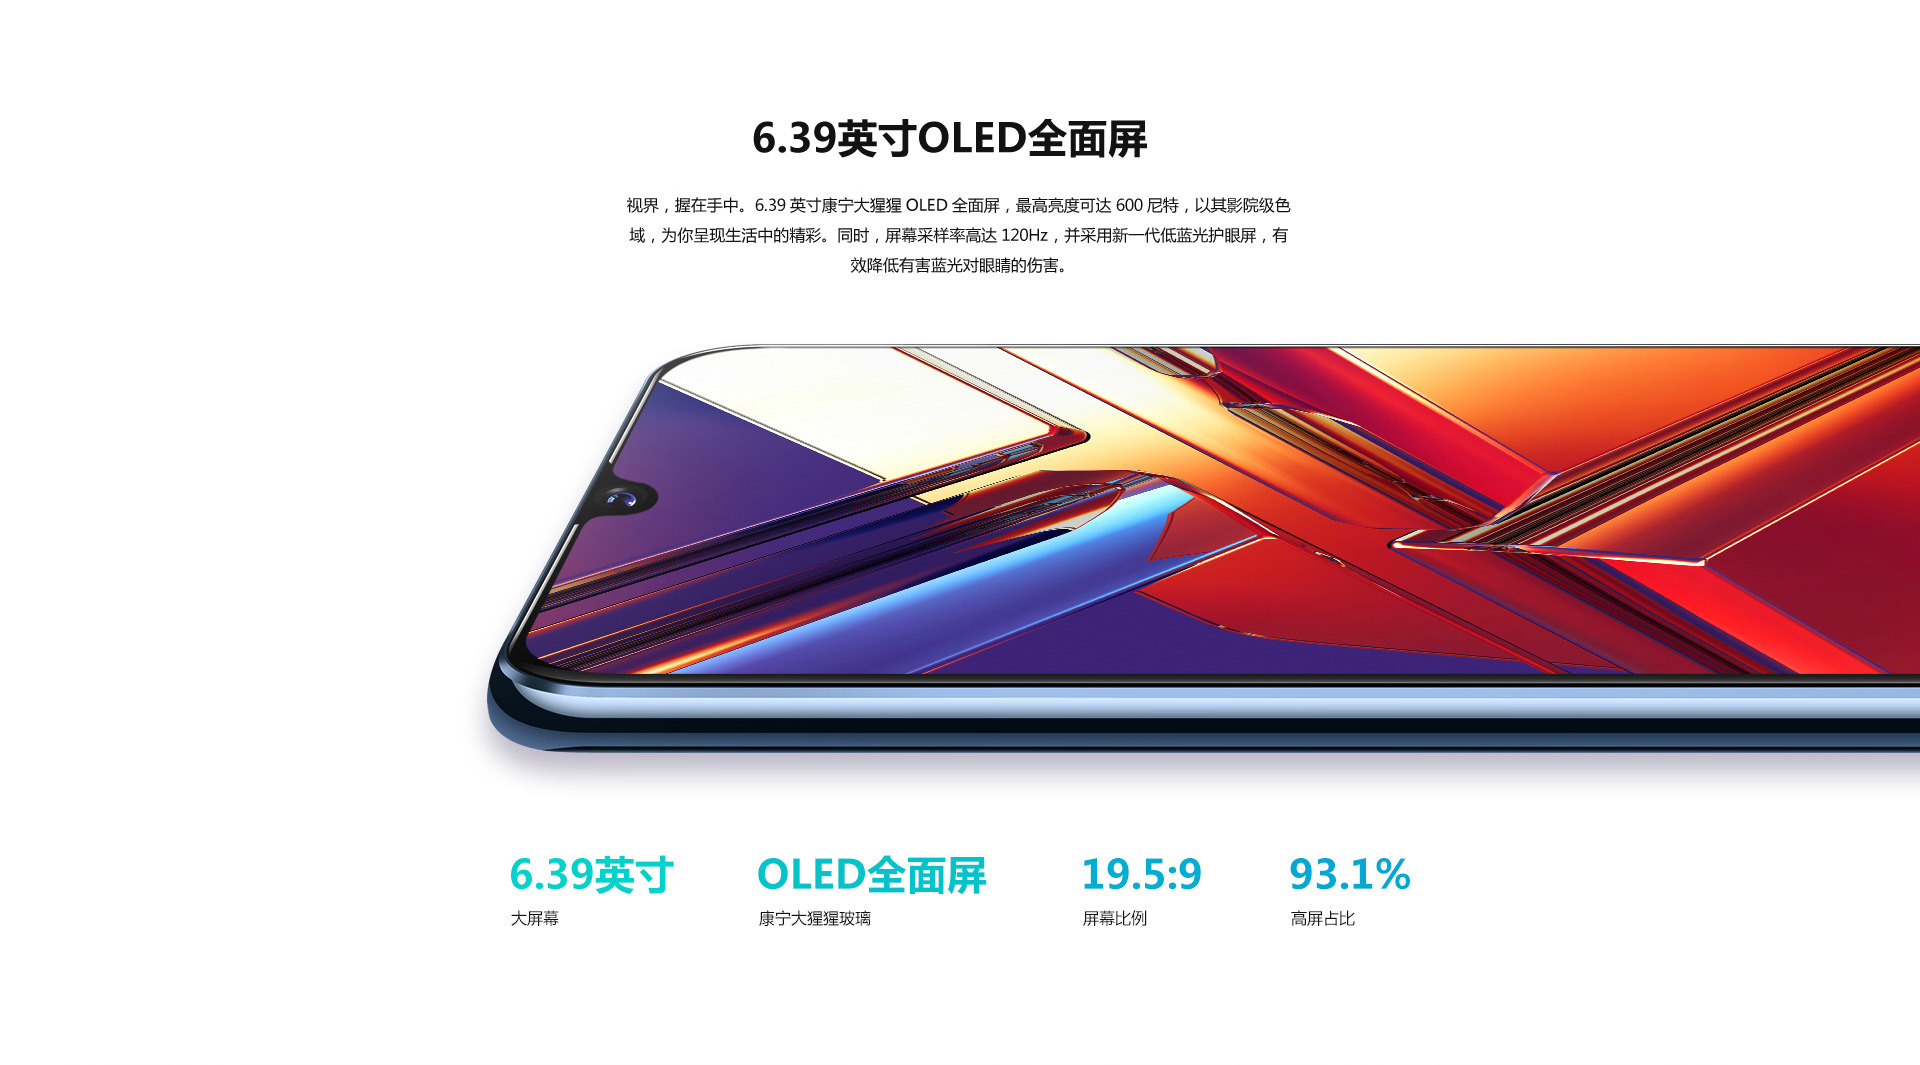 6.39英寸OLED全面屏
视界，握在手中。6.39 英寸康宁大猩猩 OLED 全面屏，最高亮度可达 600 尼特，以其影院级色
域，为你呈现生活中的精彩。同时，屏幕采样率高达 120Hz，并采用新一代低蓝光护眼屏，有
效降低有害蓝光对眼睛的伤害。
6.39英寸 OLED全面屏 19.5:9 93.1%
大屏幕 康宁大猩猩玻璃 屏幕比例 高屏占比